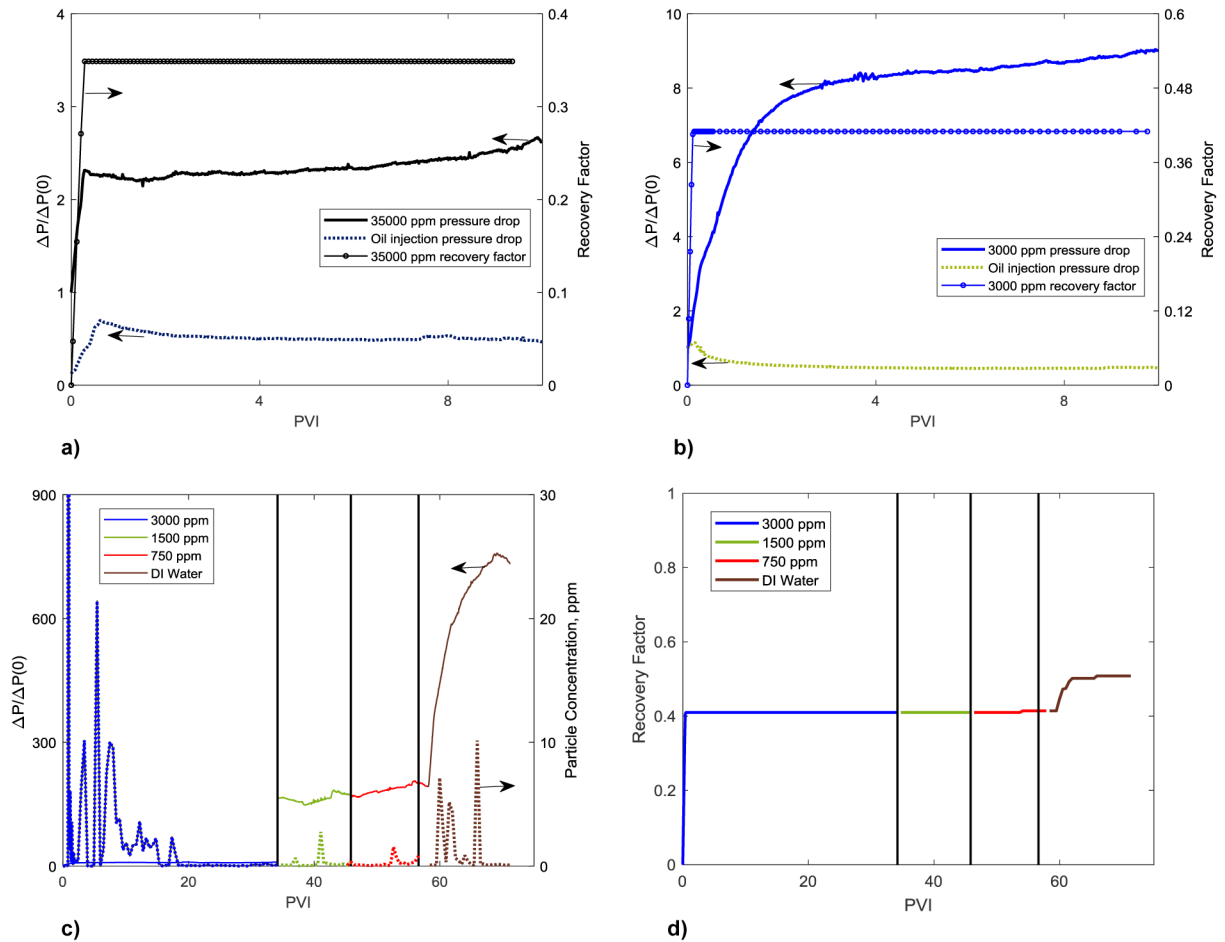 4
3
2
1
0
ΔP/ΔP(0)
0.4
0.3
0.2
0.1
0
Recovery Factor
35000 ppm pressure drop
Oil injection pressure drop
35000 ppm recovery factor
0
4
8
PVI
a)
10
8
6
4
2
0
ΔP/ΔP(0)
0.6
0.48
0.36
0.24
0.12
0
Recovery Factor
3000 ppm pressure drop
Oil injection pressure drop
3000 ppm recovery factor
0
4
8
PVI
b)
900
600
300
0
ΔP/ΔP(0)
30
20
10
0
Particle Concentration, ppm
3000 ppm
1500 ppm
750 ppm
DI Water
0
20
40
60
PVI
c)
1
0.8
0.6
0.4
0.2
0
Recovery Factor
3000 ppm
1500 ppm
750 ppm
DI Water
0
20
40
60
PVI
d)